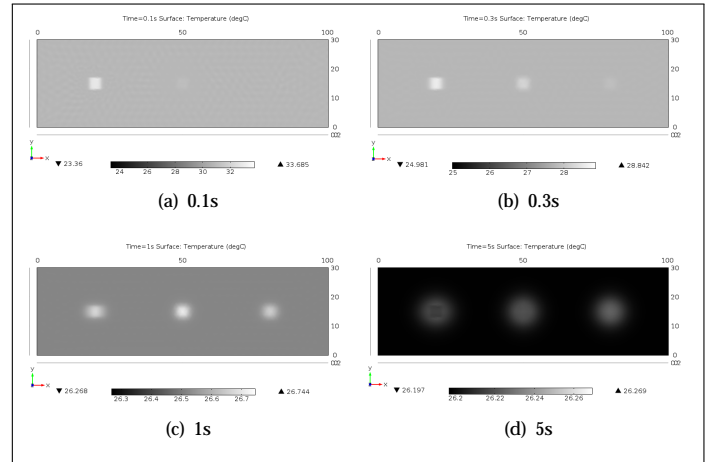 Time=0.1s Surface: Temperature (degC)
0 50 100
30
20
10
0
y
x
▼ 23.36
24 26 28 30 32
▲ 33.685
(a) 0.1s
Time=0.3s Surface: Temperature (degC)
0 50 100
30
20
10
0
y
x
▼ 24.981
25 26 27 28
▲ 28.842
(b) 0.3s
Time=1s Surface: Temperature (degC)
0 50 100
30
20
10
0
y
x
▼ 26.268
26.3 26.4 26.5 26.6 26.7
▲ 26.744
(c) 1s
Time=5s Surface: Temperature (degC)
0 50 100
30
20
10
0
y
x
▼ 26.197
26.2 26.22 26.24 26.26
▲ 26.269
(d) 5s